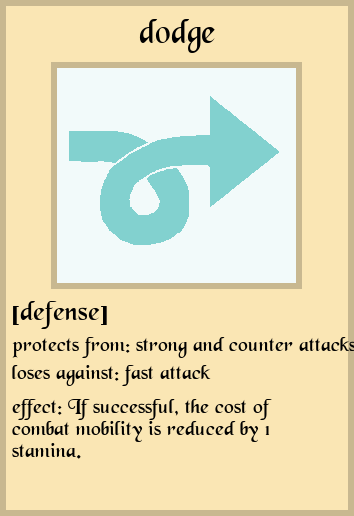 dodge
[defense]
protects from: strong and counter attacks
loses against: fast attack
effect: If successful, the cost of
combat mobility is reduced by 1
stamina.